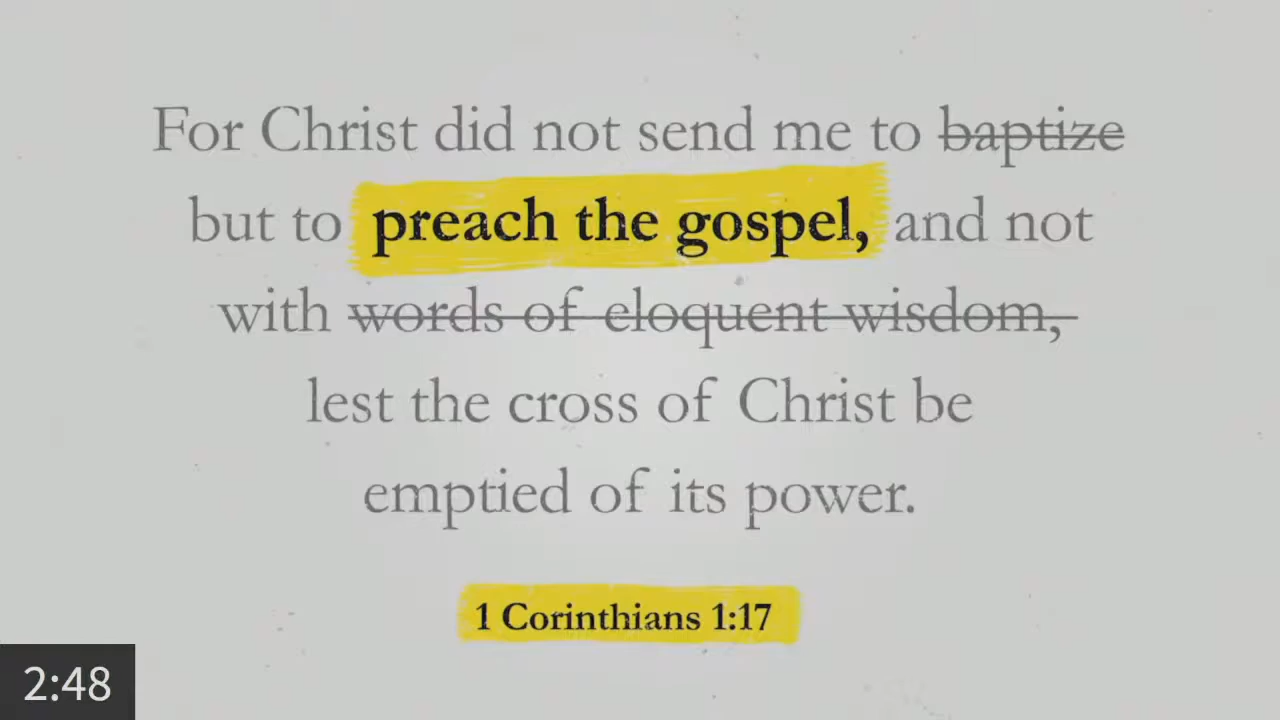 For Christ did not send me to baptize
but to preach the gospel, and not
with words of eloquent wisdom,
lest the cross of Christ be
emptied of its power.
1 Corinthians 1:17
2:48